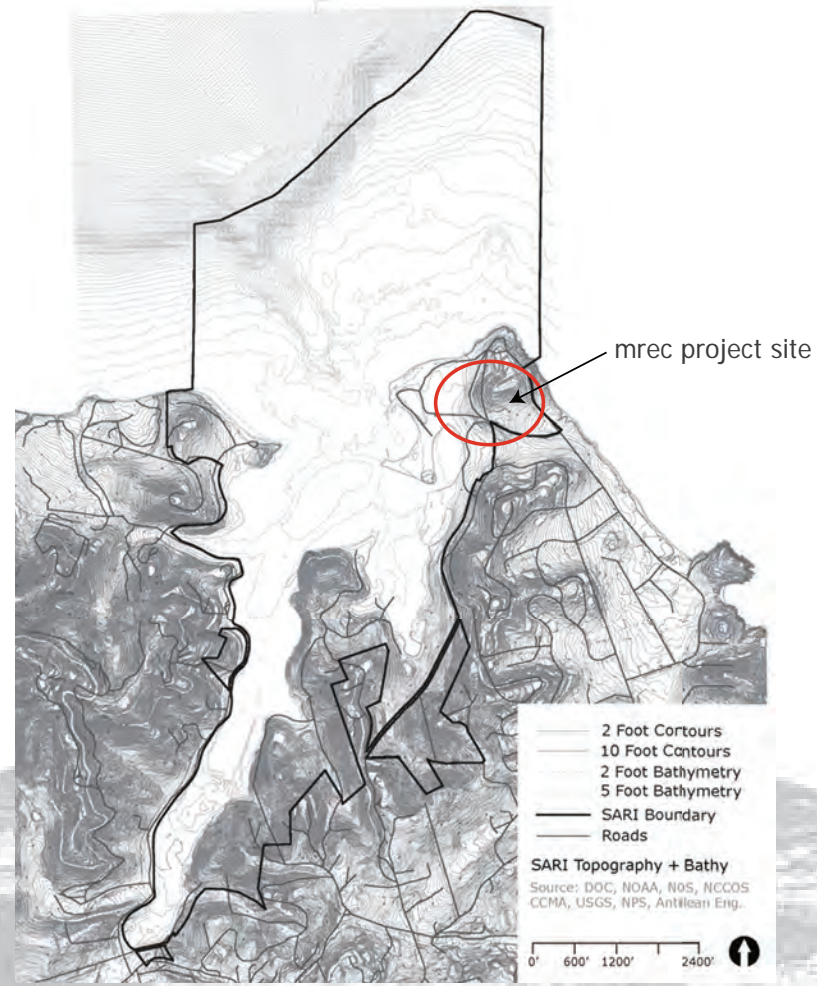 mrec project site
2 Foot Contours
10 Foot Contours
2 Foot Bathymetry
5 Foot Bathymetry
SARI Boundary
Roads
SARI Topography + Bathy
Source: DOC, NOAA, NOS, NCCOS
CCMA, USGS, NPS, Antillean Eng.
0' 600' 1200' 2400'